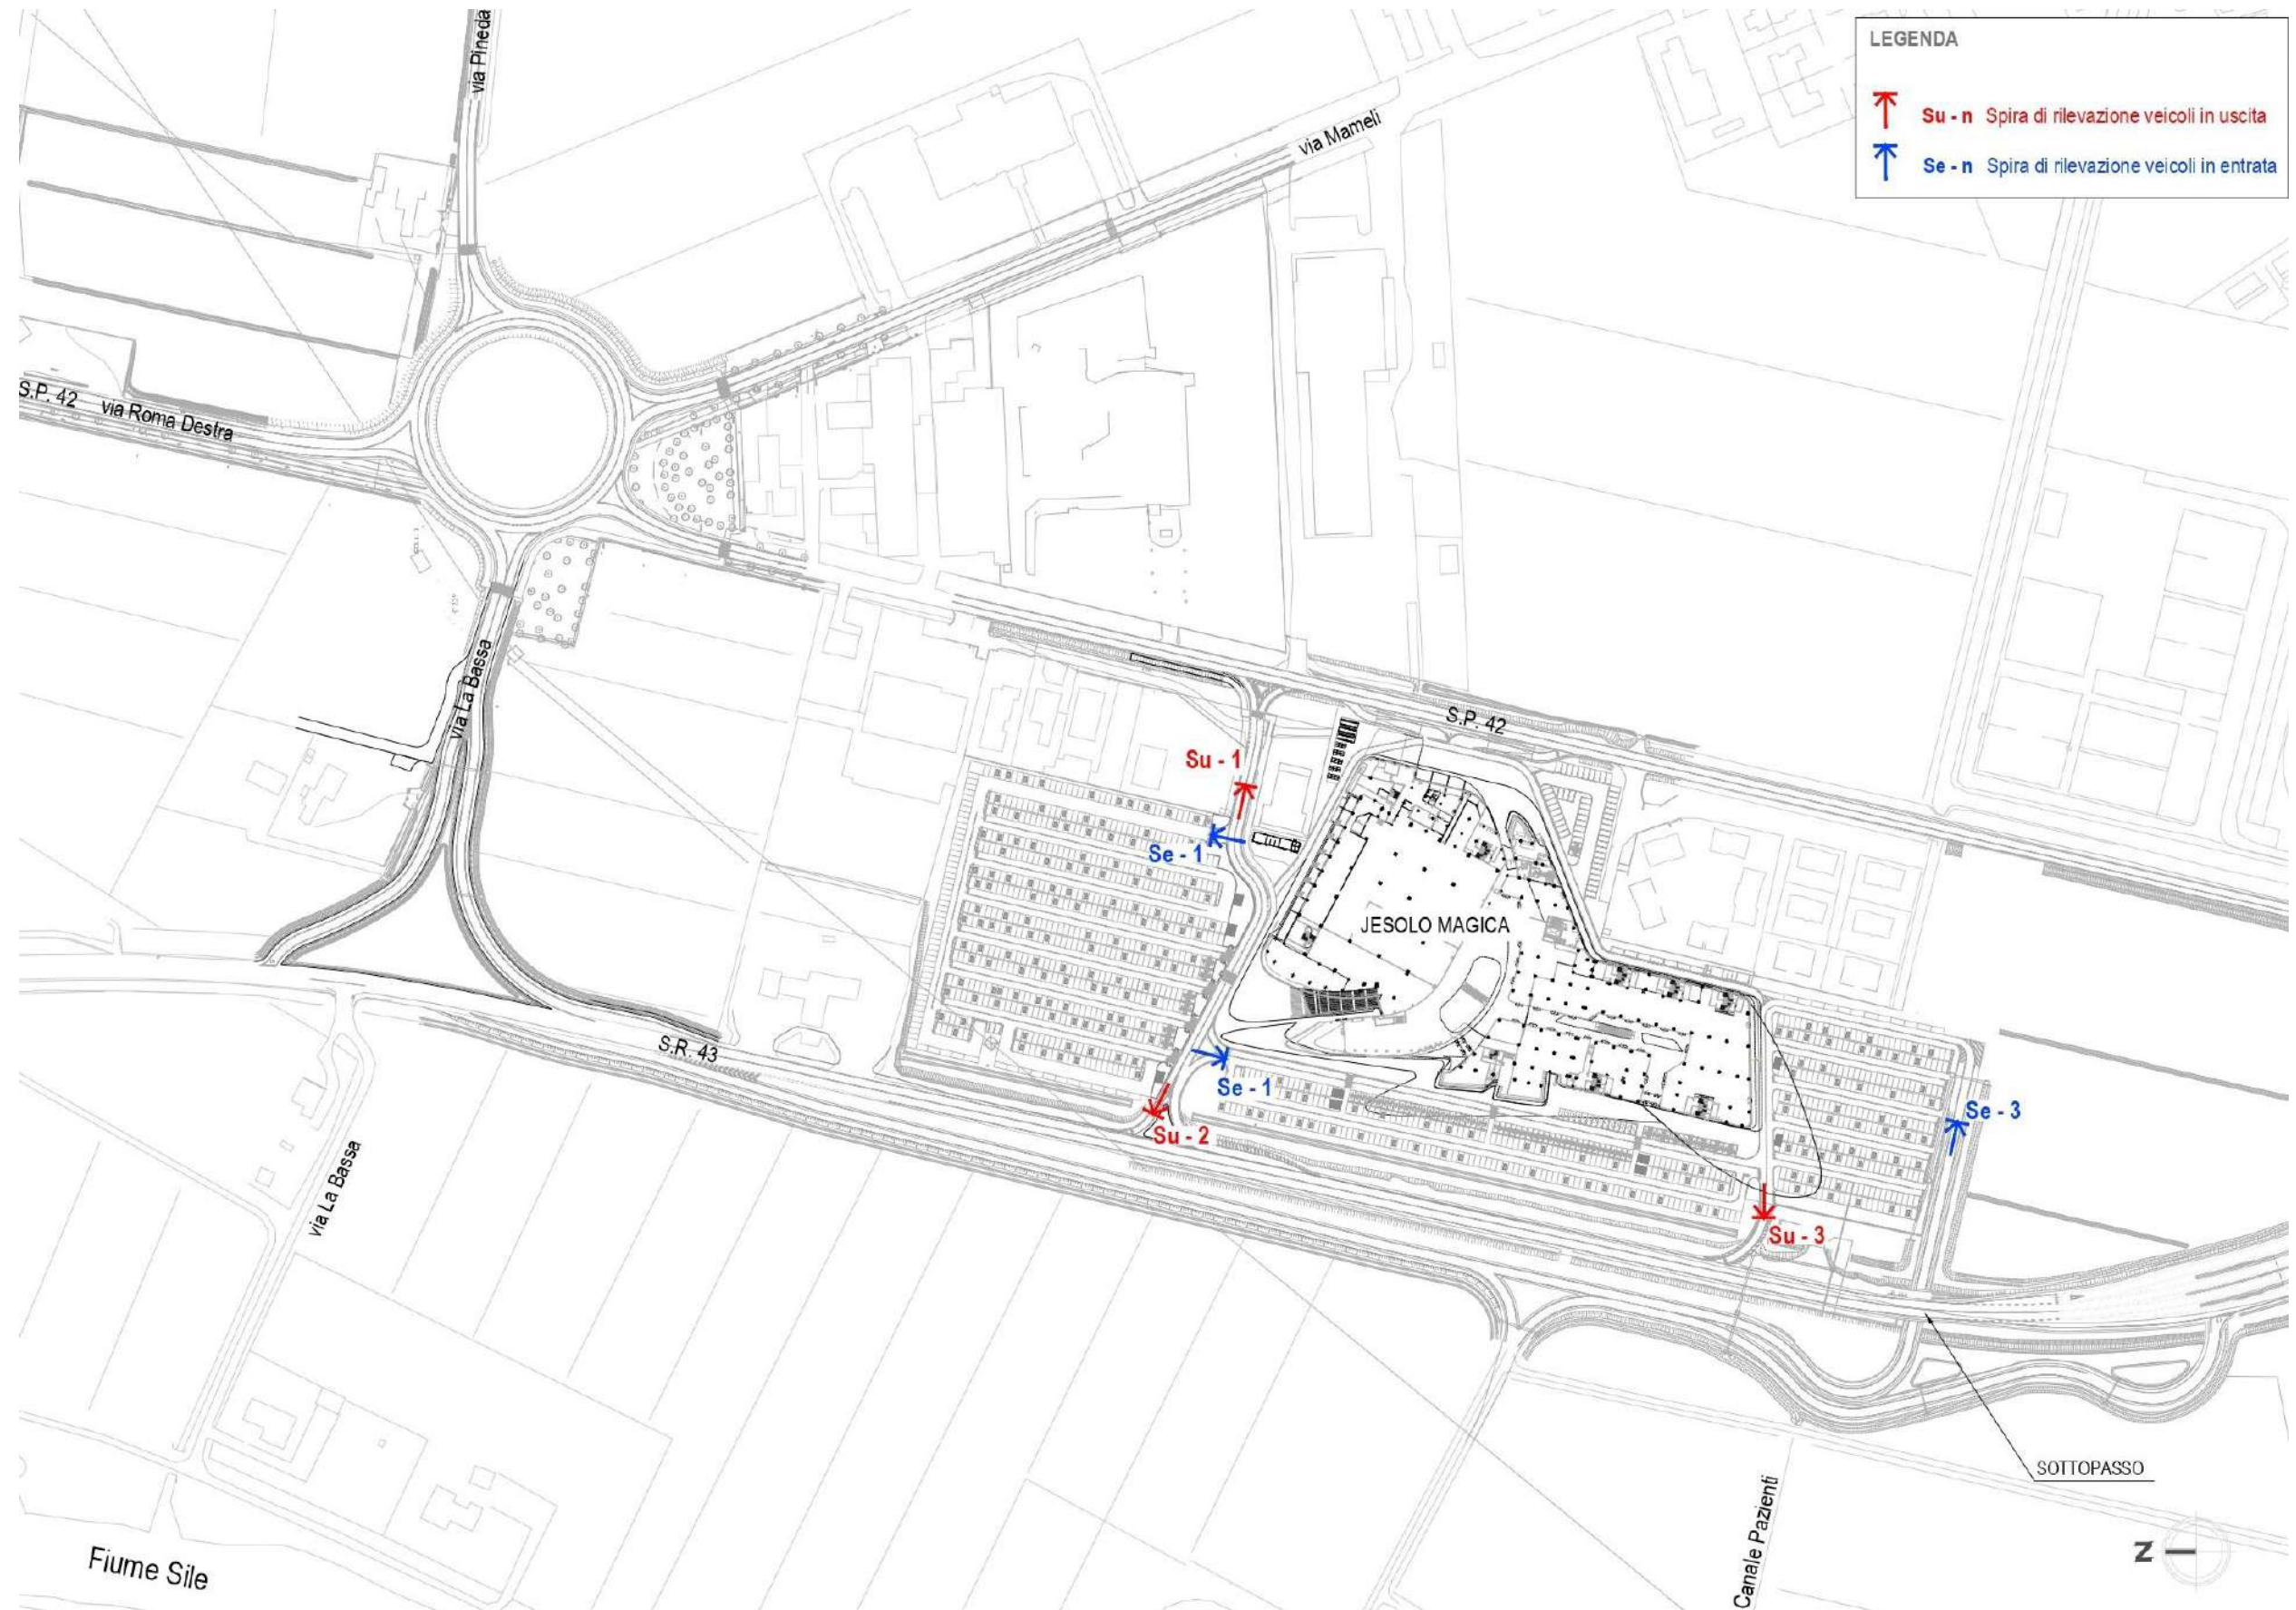 via Pineda
LEGENDA
Su - n Spira di rilevazione veicoli in uscita
Se - n Spira di rilevazione veicoli in entrata
via Mameli
S.P. 42 via Roma Destra
via La Bassa
S.P. 42
Su - 1
Se - 1
JESOLO MAGICA
S.R. 43
Se - 1
Su - 2
Se - 3
Su - 3
via La Bassa
SOTTOPASSO
Canale Pazienti
Fiume Sile
Z